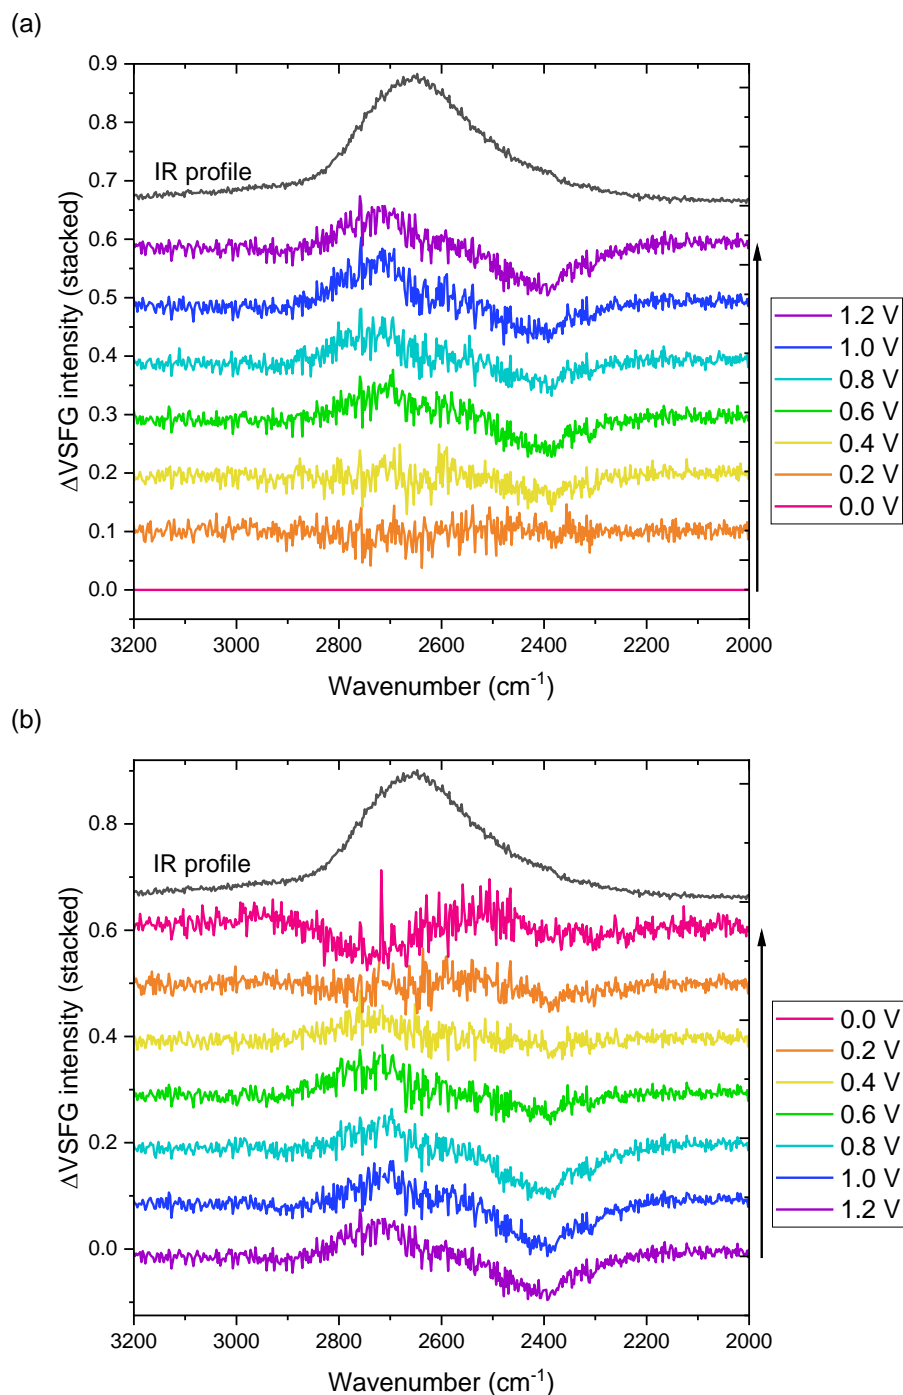 (a)
ΔVSFG intensity (stacked)
0.9
0.8
0.7
0.6
0.5
0.4
0.3
0.2
0.1
0.0
IR profile
3200 3000 2800 2600 2400 2200 2000
Wavenumber (cm⁻¹)
1.2 V
1.0 V
0.8 V
0.6 V
0.4 V
0.2 V
0.0 V
(b)
ΔVSFG intensity (stacked)
0.8
0.6
0.4
0.2
0.0
IR profile
3200 3000 2800 2600 2400 2200 2000
Wavenumber (cm⁻¹)
0.0 V
0.2 V
0.4 V
0.6 V
0.8 V
1.0 V
1.2 V